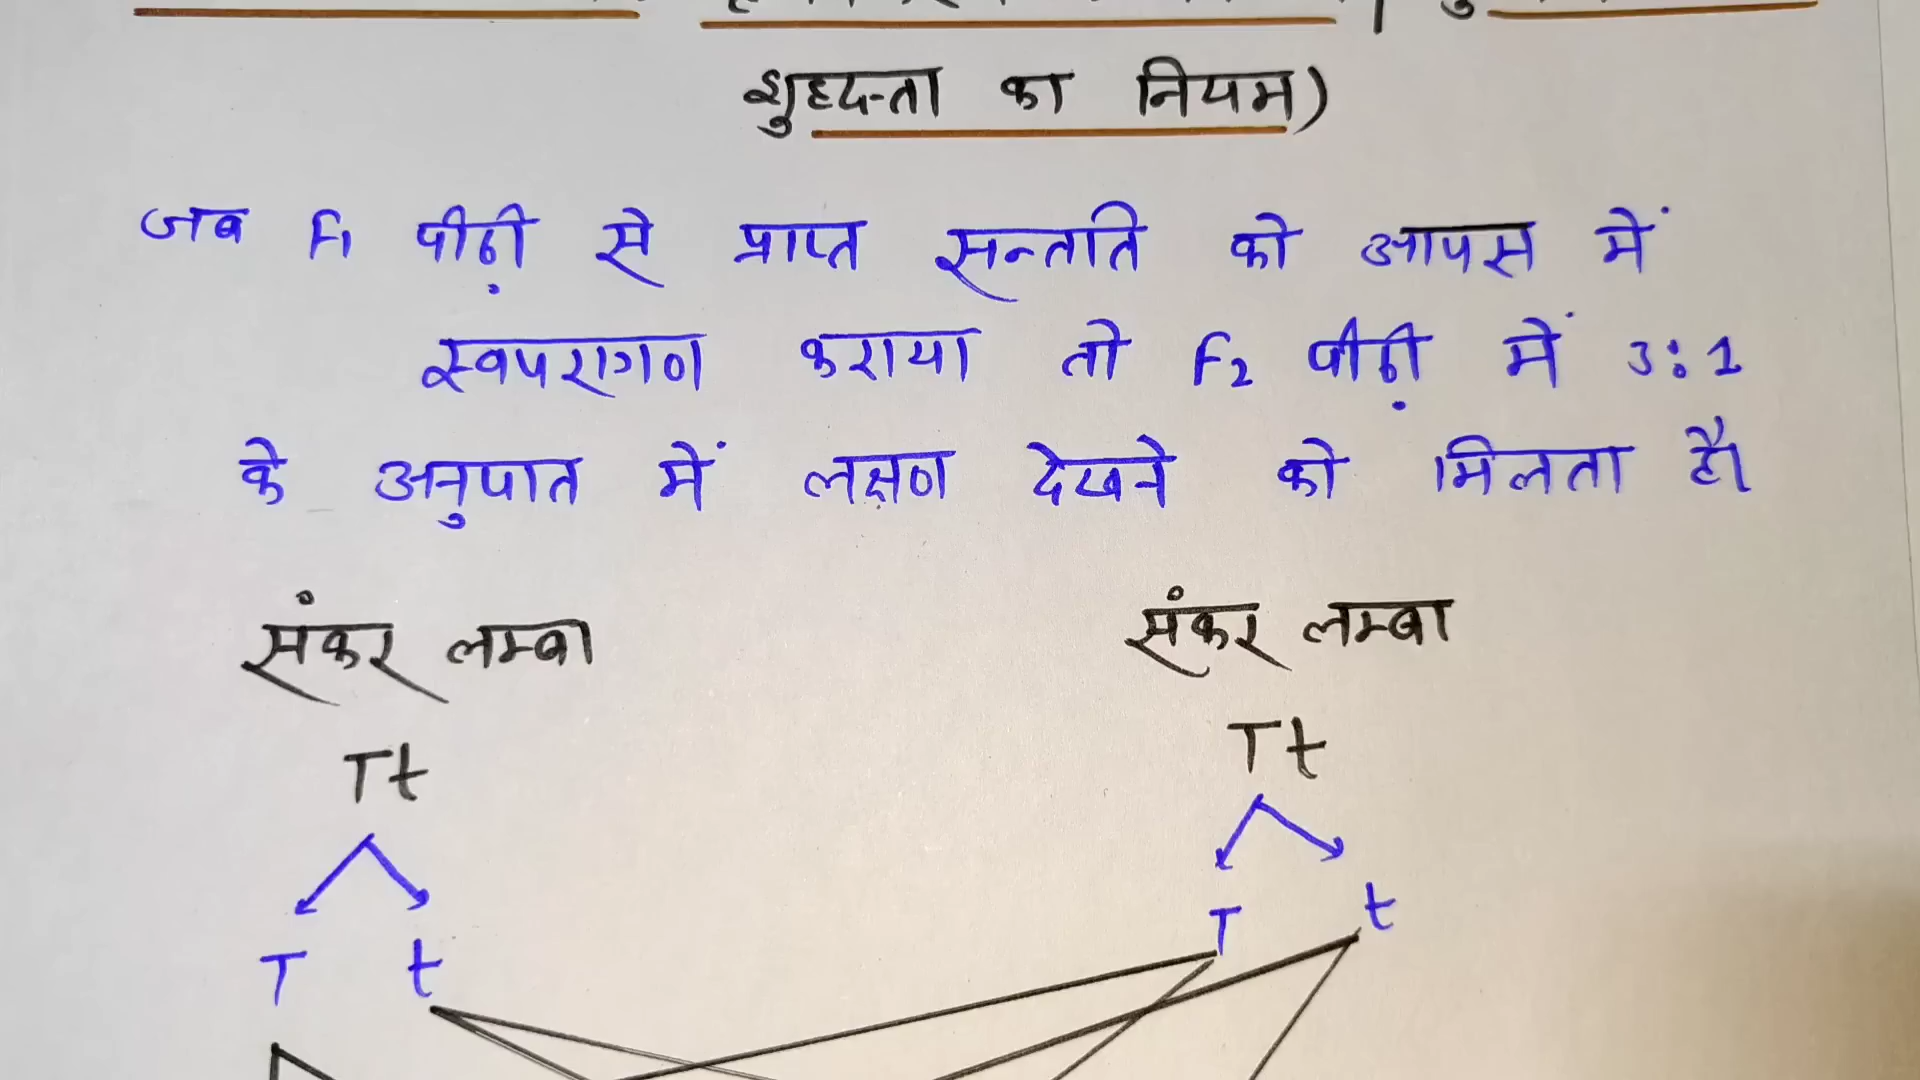 शुद्धता का नियम)
जब F1 पीढ़ी से प्राप्त सन्तति को आपस में
स्वपरागण कराया तो F2 पीढ़ी में 3:1
के अनुपात में लक्षण देखने को मिलता है।
संकर लम्बा संकर लम्बा
Tt Tt
T t T t